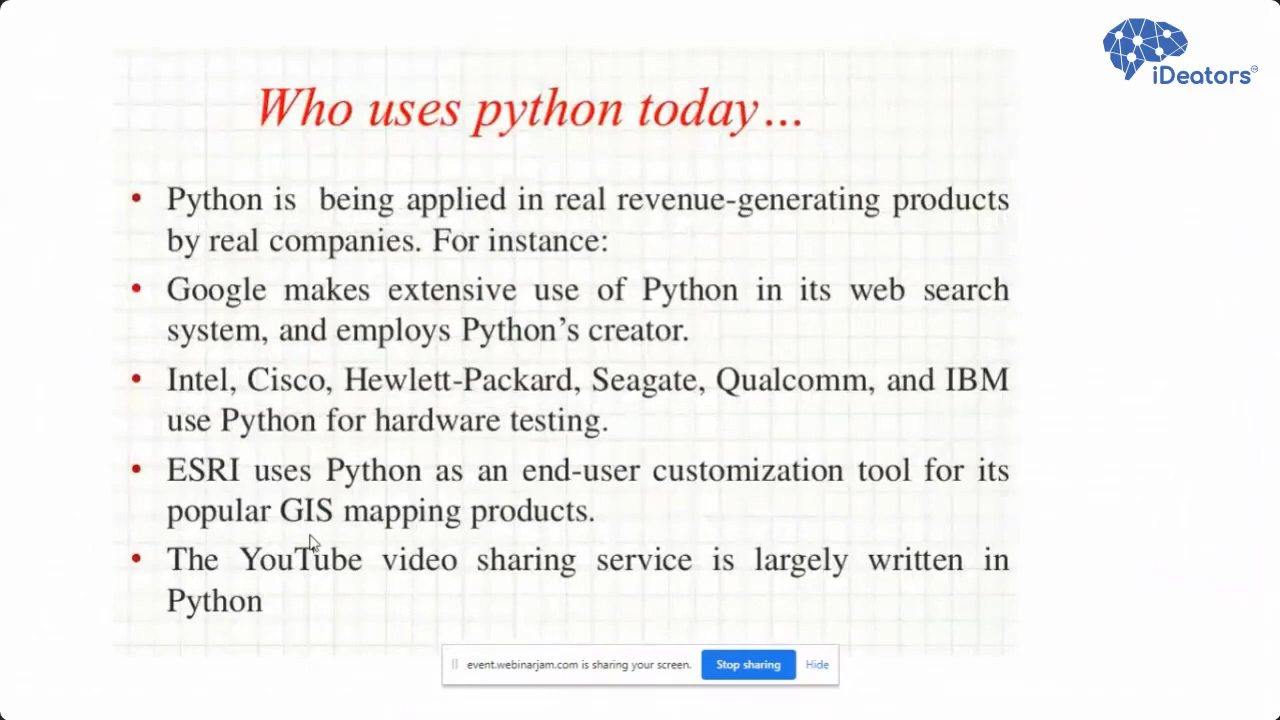 iDeators
Who uses python today...
• Python is being applied in real revenue-generating products
by real companies. For instance:
• Google makes extensive use of Python in its web search
system, and employs Python's creator.
• Intel, Cisco, Hewlett-Packard, Seagate, Qualcomm, and IBM
use Python for hardware testing.
• ESRI uses Python as an end-user customization tool for its
popular GIS mapping products.
• The YouTube video sharing service is largely written in
Python
event.webinarjam.com is sharing your screen. Stop sharing Hide